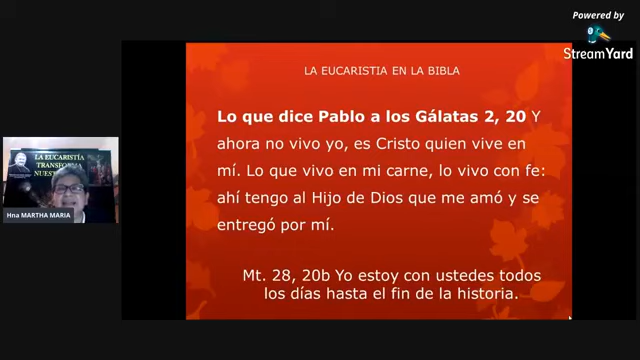 Powered by
StreamYard
LA EUCARISTIA EN LA BIBLA
Lo que dice Pablo a los Gálatas 2, 20 Y
ahora no vivo yo, es Cristo quien vive en
mí. Lo que vivo en mi carne, lo vivo con fe:
ahí tengo al Hijo de Dios que me amó y se
entregó por mí.
Mt. 28, 20b Yo estoy con ustedes todos
los días hasta el fin de la historia.
LA EUCARISTÍA
TRANSFORMA
NUES
Hna MARTHA MARIA